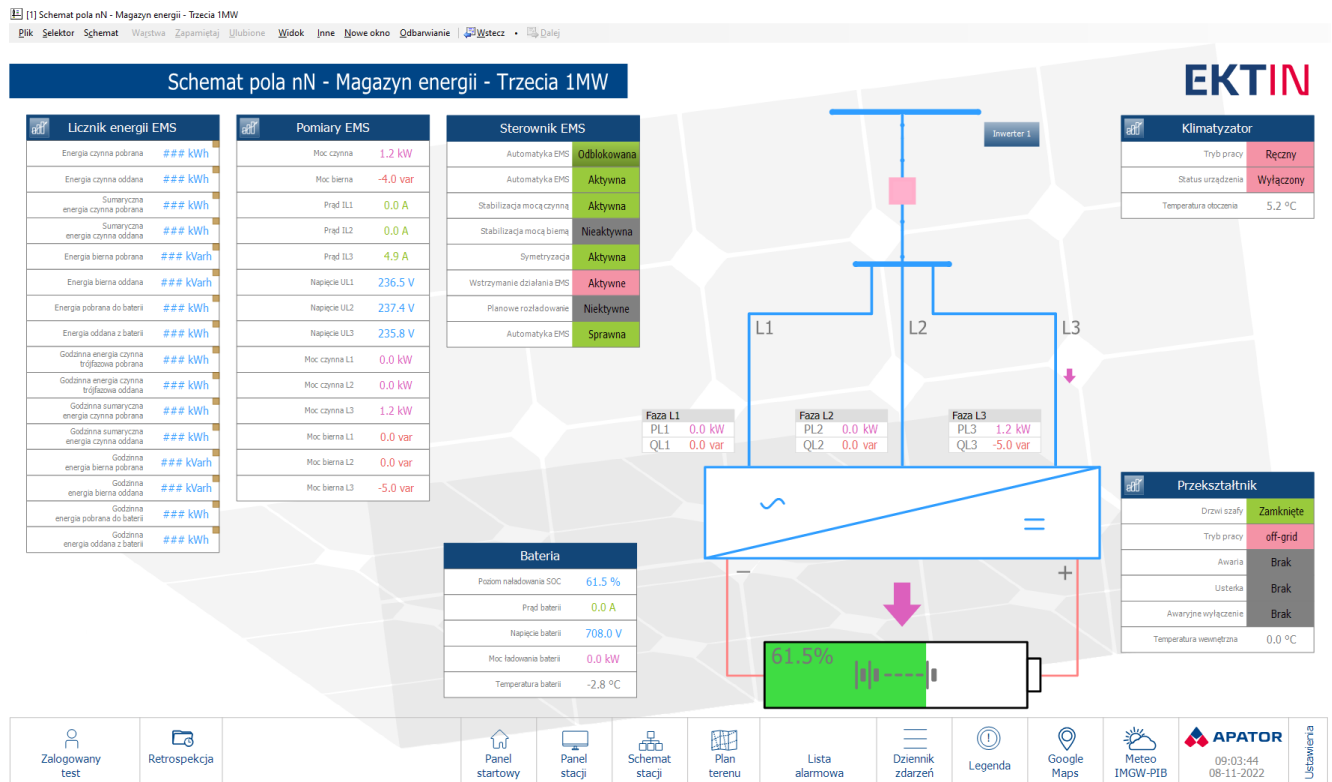 [1] Schemat pola nN - Magazyn energii - Trzecia 1MW
Plik Selektor Schemat Warstwa Zapamiętaj Ulubione Widok Inne Nowe okno Odbarwianie Wstecz Dalej
Schemat pola nN - Magazyn energii - Trzecia 1MW
EKTIN
Licznik energii EMS
Energia czynna pobrana ### kWh
Energia czynna oddana ### kWh
Sumaryczna
energia czynna pobrana ### kWh
Sumaryczna
energia czynna oddana ### kWh
Energia bierna pobrana ### kVarh
Energia bierna oddana ### kVarh
Energia pobrana do baterii ### kWh
Energia oddana z baterii ### kWh
Godzinna energia czynna
trójfazowa pobrana ### kWh
Godzinna energia czynna
trójfazowa oddana ### kWh
Godzinna sumaryczna
energia czynna pobrana ### kWh
Godzinna sumaryczna
energia czynna oddana ### kWh
Godzinna
energia bierna pobrana ### kVarh
Godzinna
energia bierna oddana ### kVarh
Godzinna
energia pobrana do baterii ### kWh
Godzinna
energia oddana z baterii ### kWh
Pomiary EMS
Moc czynna 1.2 kW
Moc bierna -4.0 var
Prąd IL1 0.0 A
Prąd IL2 0.0 A
Prąd IL3 4.9 A
Napięcie UL1 236.5 V
Napięcie UL2 237.4 V
Napięcie UL3 235.8 V
Moc czynna L1 0.0 kW
Moc czynna L2 0.0 kW
Moc czynna L3 1.2 kW
Moc bierna L1 0.0 var
Moc bierna L2 0.0 var
Moc bierna L3 -5.0 var
Sterownik EMS
Automatyka EMS Odblokowana
Automatyka EMS Aktywna
Stabilizacja mocą czynną Aktywna
Stabilizacja mocą bierną Nieaktywna
Symetryzacja Aktywna
Wstrzymanie działania EMS Aktywne
Planowe rozładowanie Niektywne
Automatyka EMS Sprawna
Inwerter 1
L1 L2 L3
Faza L1
PL1 0.0 kW
QL1 0.0 var
Faza L2
PL2 0.0 kW
QL2 0.0 var
Faza L3
PL3 1.2 kW
QL3 -5.0 var
− +
61.5%
Bateria
Poziom naładowania SOC 61.5 %
Prąd baterii 0.0 A
Napięcie baterii 708.0 V
Moc ładowania baterii 0.0 kW
Temperatura baterii -2.8 °C
Klimatyzator
Tryb pracy Ręczny
Status urządzenia Wyłączony
Temperatura otoczenia 5.2 °C
Przekształtnik
Drzwi szafy Zamknięte
Tryb pracy off-grid
Awaria Brak
Usterka Brak
Awaryjne wyłączenie Brak
Temperatura wewnętrzna 0.0 °C
Zalogowany
test
Retrospekcja
Panel
startowy
Panel
stacji
Schemat
stacji
Plan
terenu
Lista
alarmowa
Dziennik
zdarzeń
Legenda
Google
Maps
Meteo
IMGW-PIB
APATOR
09:03:44
08-11-2022
Ustawienia